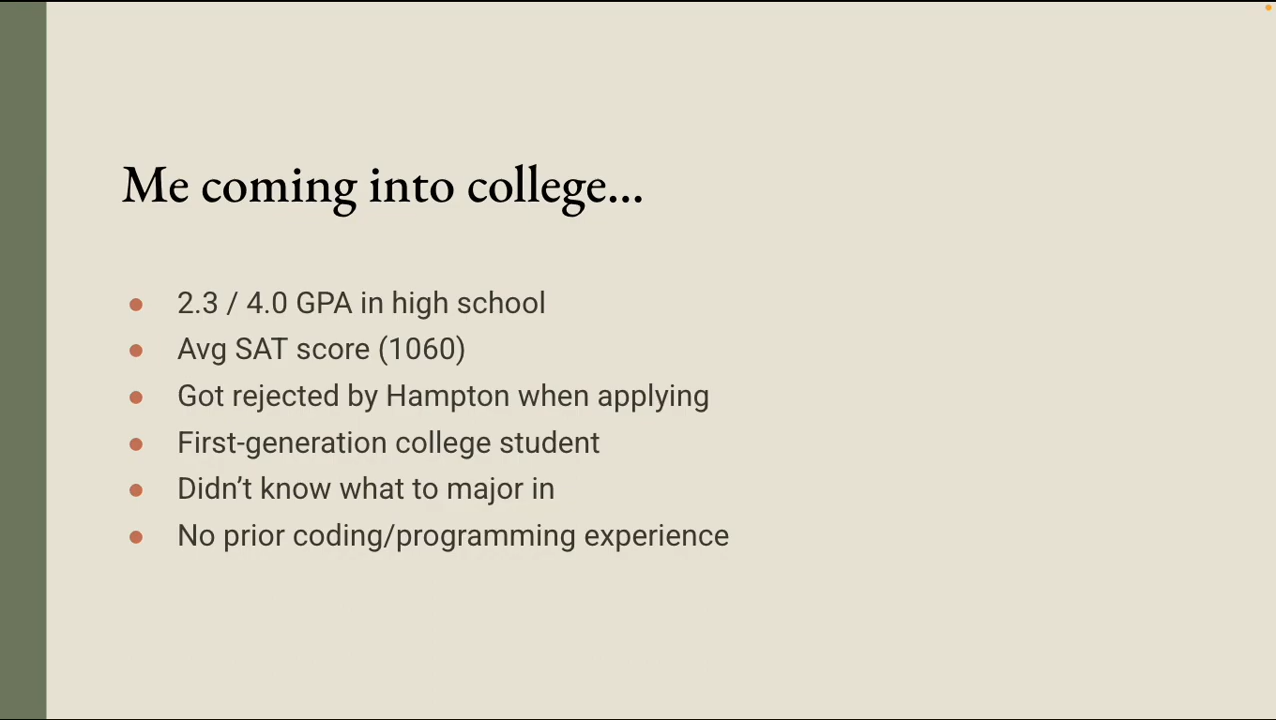 Me coming into college...
● 2.3 / 4.0 GPA in high school
● Avg SAT score (1060)
● Got rejected by Hampton when applying
● First-generation college student
● Didn’t know what to major in
● No prior coding/programming experience